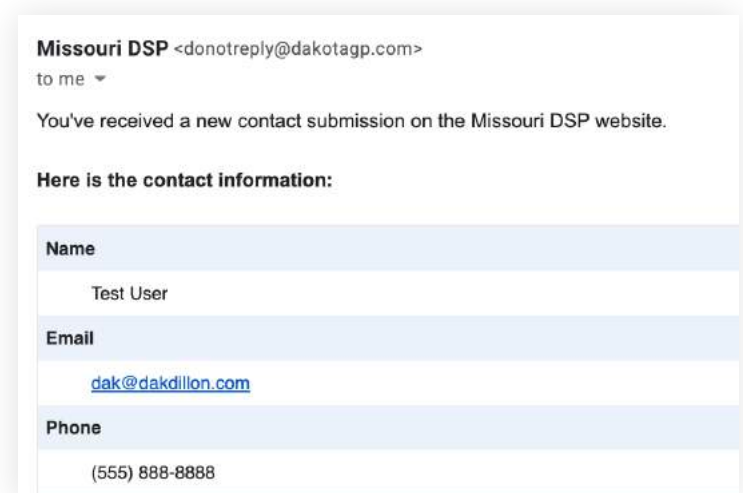 Missouri DSP <donotreply@dakotagp.com>
to me
You've received a new contact submission on the Missouri DSP website.
Here is the contact information:
Name
Test User
Email
dak@dakdillon.com
Phone
(555) 888-8888